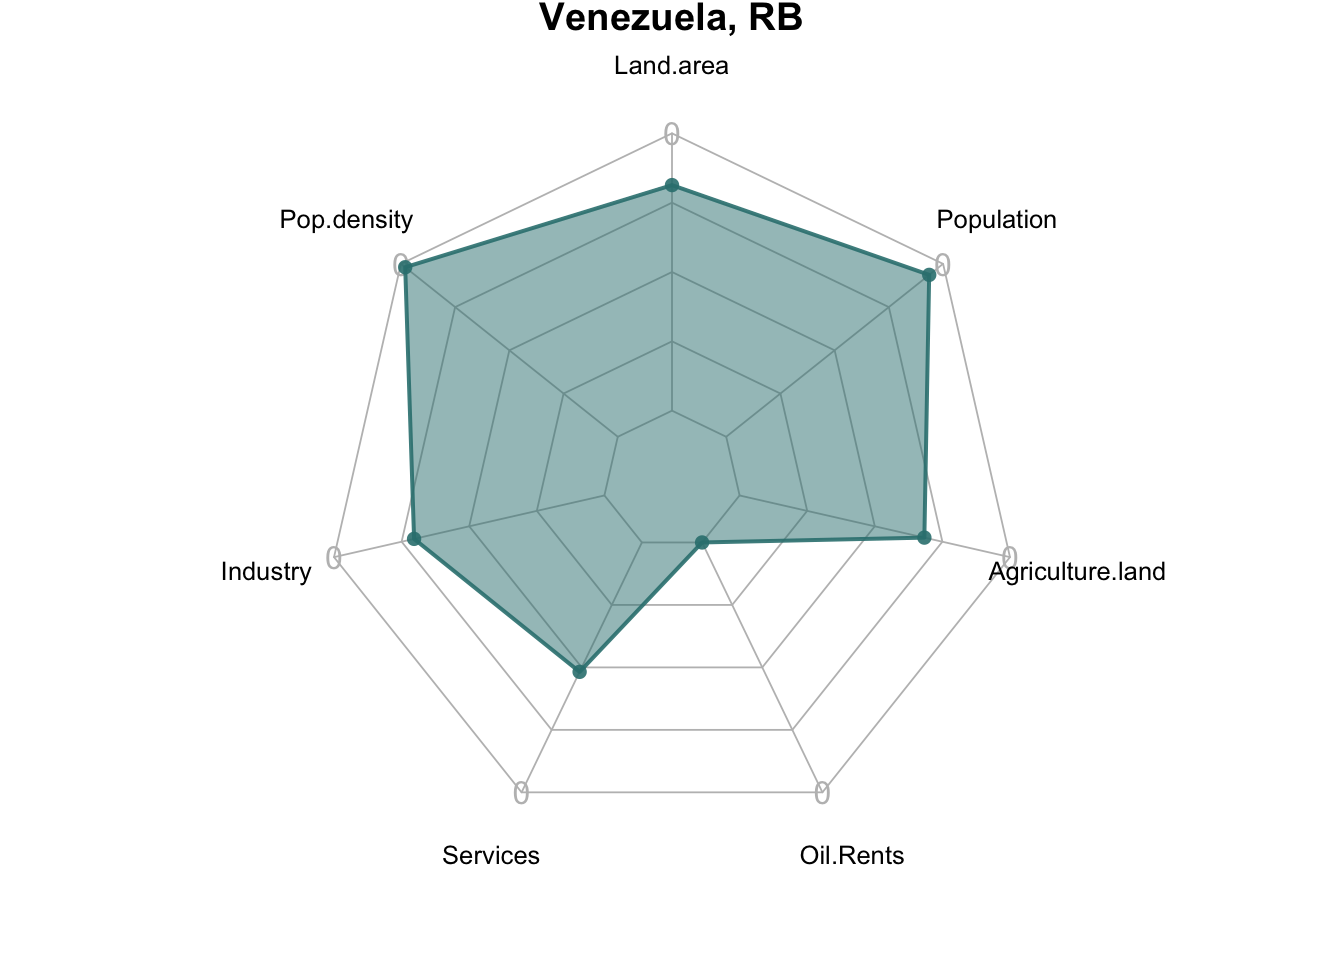 Venezuela, RB
Land.area
0
Pop.density
Population
0
0
Industry
0
0
Agriculture.land
0
0
Services
Oil.Rents